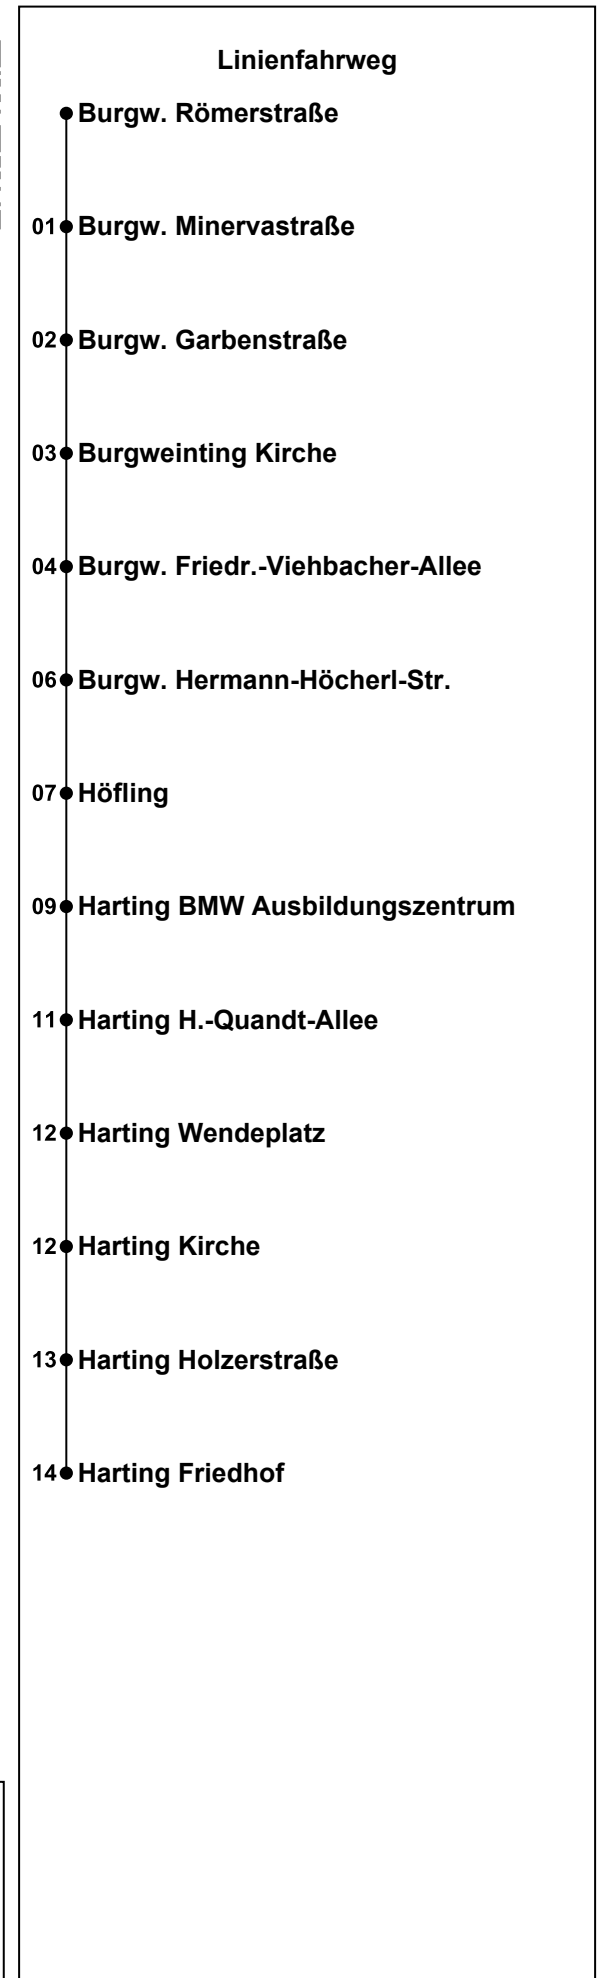 Linienfahrweg
Burgw. Römerstraße
01 Burgw. Minervastraße
02 Burgw. Garbenstraße
03 Burgweinting Kirche
04 Burgw. Friedr.-Viehbacher-Allee
06 Burgw. Hermann-Höcherl-Str.
07 Höfling
09 Harting BMW Ausbildungszentrum
11 Harting H.-Quandt-Allee
12 Harting Wendeplatz
12 Harting Kirche
13 Harting Holzerstraße
14 Harting Friedhof